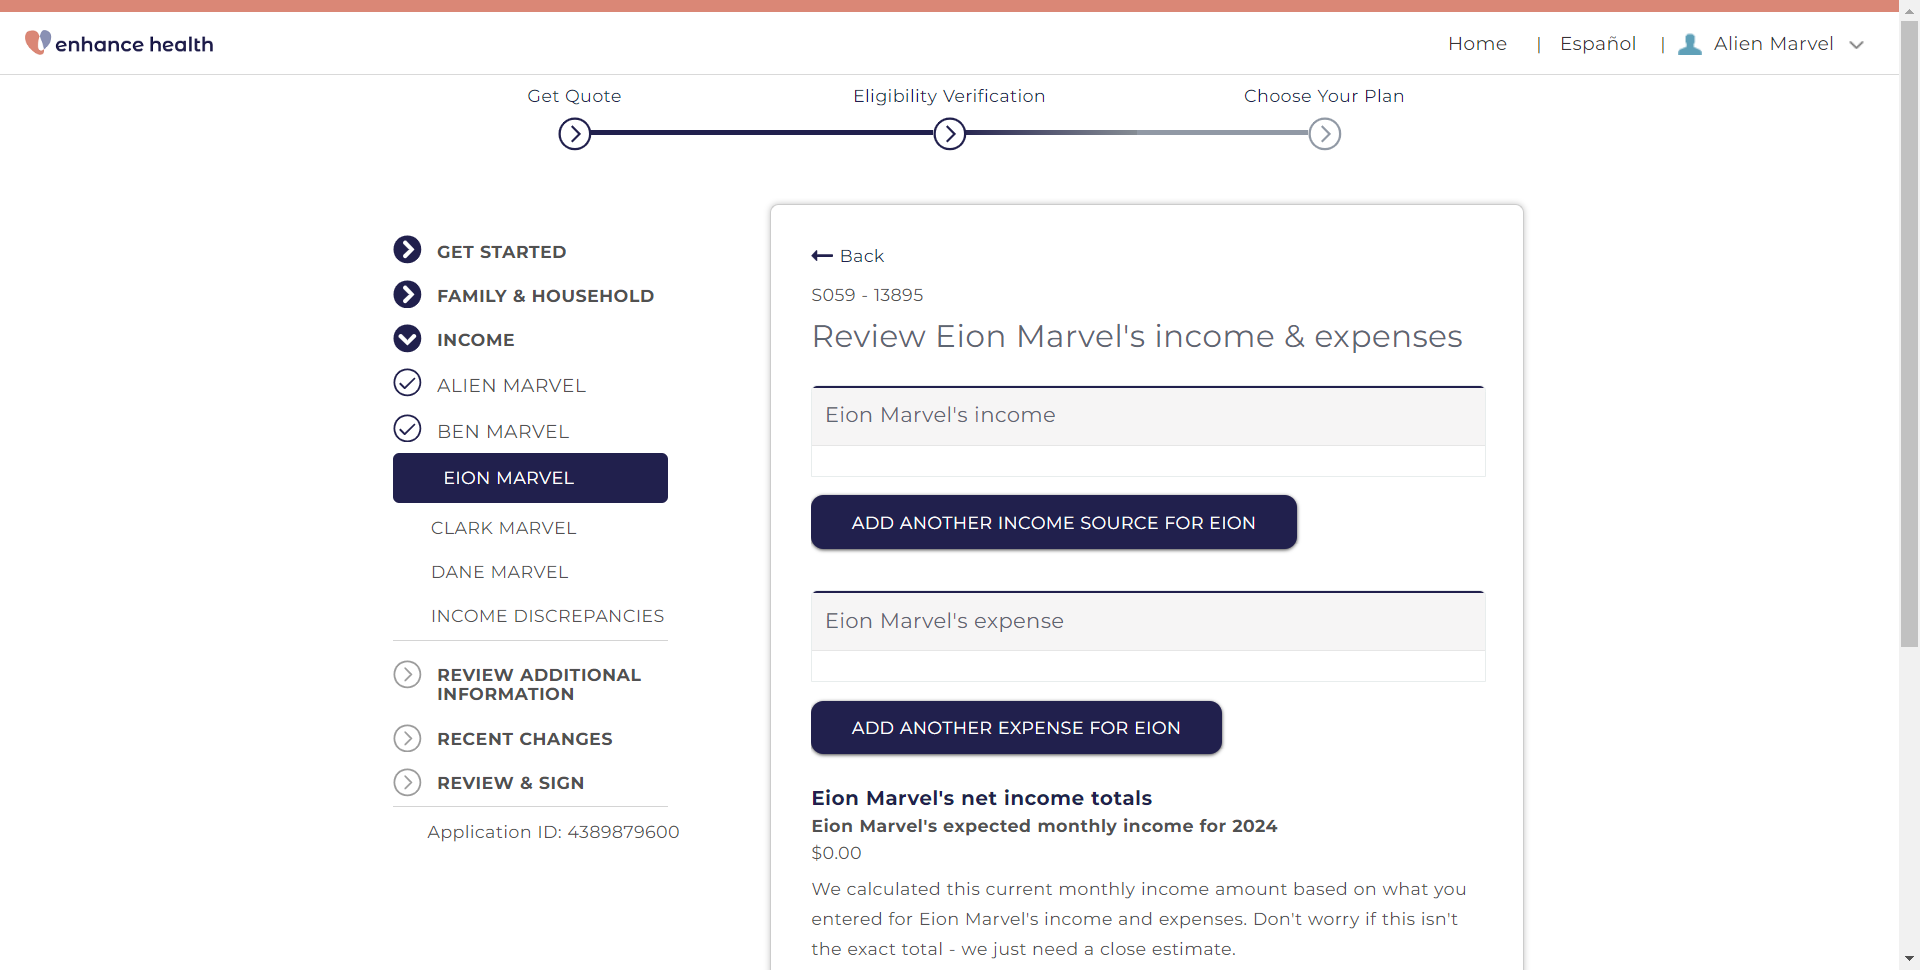 enhance health
Home | Español | Alien Marvel
Get Quote
Eligibility Verification
Choose Your Plan
GET STARTED
FAMILY & HOUSEHOLD
INCOME
ALIEN MARVEL
BEN MARVEL
EION MARVEL
CLARK MARVEL
DANE MARVEL
INCOME DISCREPANCIES
REVIEW ADDITIONAL
INFORMATION
RECENT CHANGES
REVIEW & SIGN
Application ID: 4389879600
Back
S059 - 13895
Review Eion Marvel's income & expenses
Eion Marvel's income
ADD ANOTHER INCOME SOURCE FOR EION
Eion Marvel's expense
ADD ANOTHER EXPENSE FOR EION
Eion Marvel's net income totals
Eion Marvel's expected monthly income for 2024
$0.00
We calculated this current monthly income amount based on what you
entered for Eion Marvel's income and expenses. Don't worry if this isn't
the exact total - we just need a close estimate.